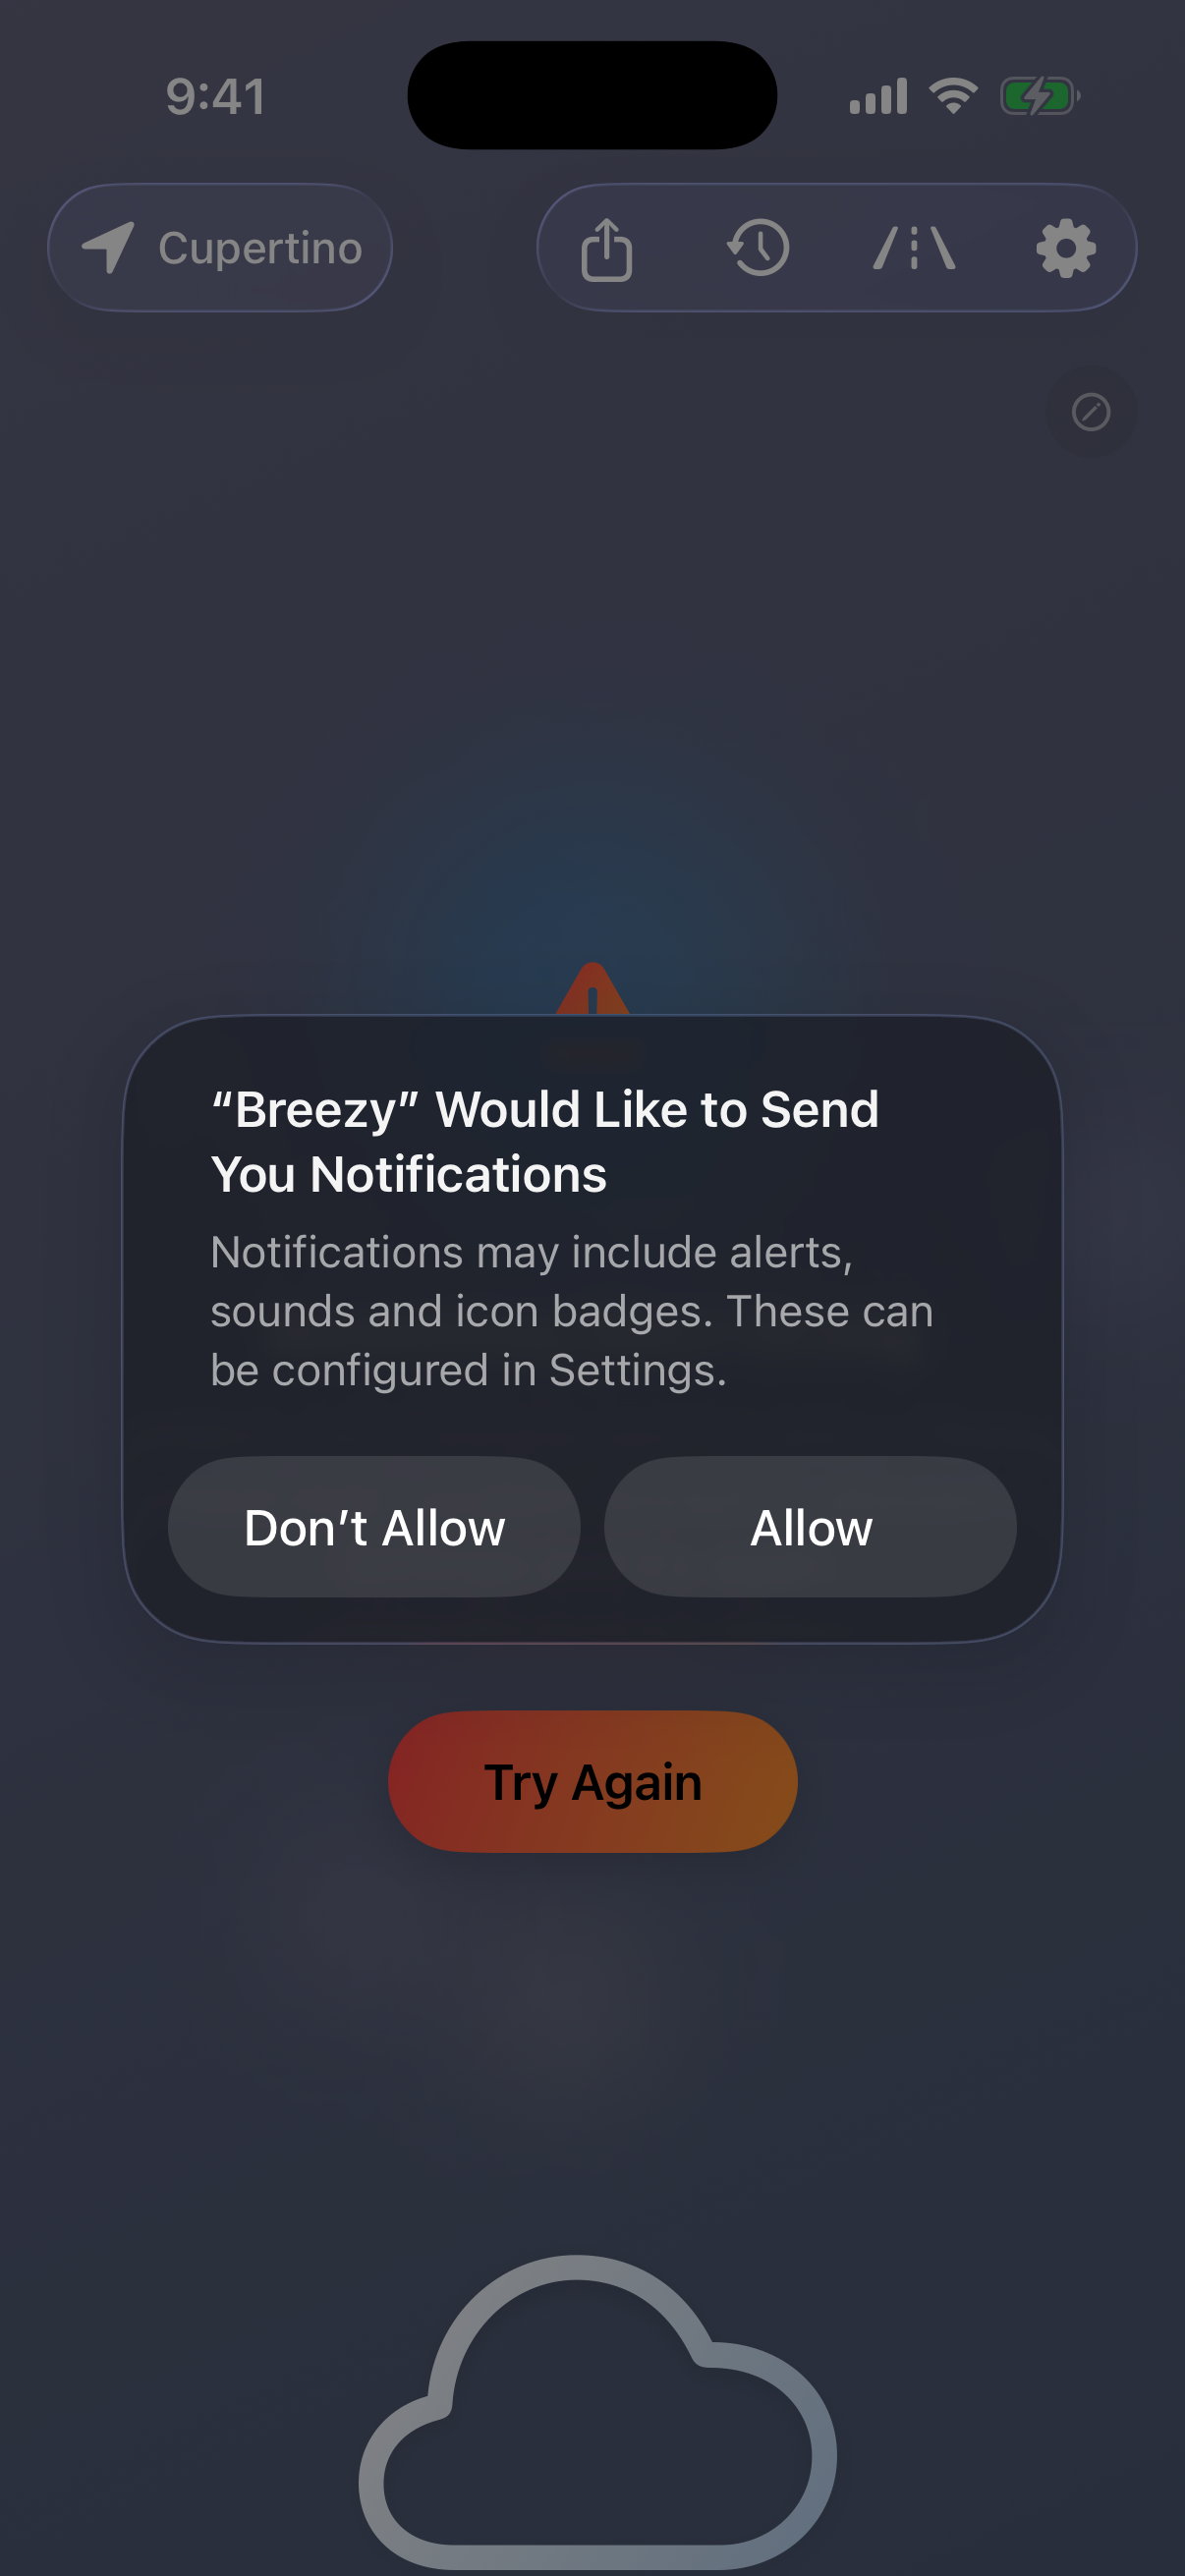 9:41
Cupertino
“Breezy” Would Like to Send
You Notifications
Notifications may include alerts,
sounds and icon badges. These can
be configured in Settings.
Don’t Allow
Allow
Try Again